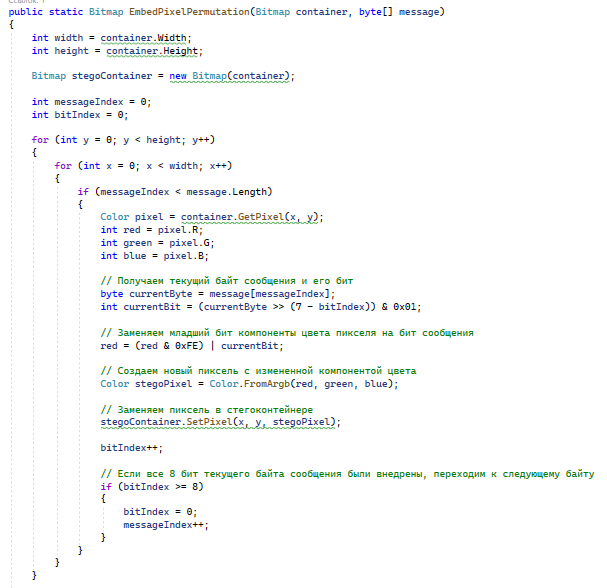 public static Bitmap EmbedPixelPermutation(Bitmap container, byte[] message)
{
int width = container.Width;
int height = container.Height;
Bitmap stegoContainer = new Bitmap(container);
int messageIndex = 0;
int bitIndex = 0;
for (int y = 0; y < height; y++)
{
for (int x = 0; x < width; x++)
{
if (messageIndex < message.Length)
{
Color pixel = container.GetPixel(x, y);
int red = pixel.R;
int green = pixel.G;
int blue = pixel.B;
// Получаем текущий байт сообщения и его бит
byte currentByte = message[messageIndex];
int currentBit = (currentByte >> (7 - bitIndex)) & 0x01;
// Заменяем младший бит компоненты цвета пикселя на бит сообщения
red = (red & 0xFE) | currentBit;
// Создаем новый пиксель с измененной компонентой цвета
Color stegoPixel = Color.FromArgb(red, green, blue);
// Заменяем пиксель в стегоконтейнере
stegoContainer.SetPixel(x, y, stegoPixel);
bitIndex++;
// Если все 8 бит текущего байта сообщения были внедрены, переходим к следующему байту
if (bitIndex >= 8)
{
bitIndex = 0;
messageIndex++;
}
}
}
}